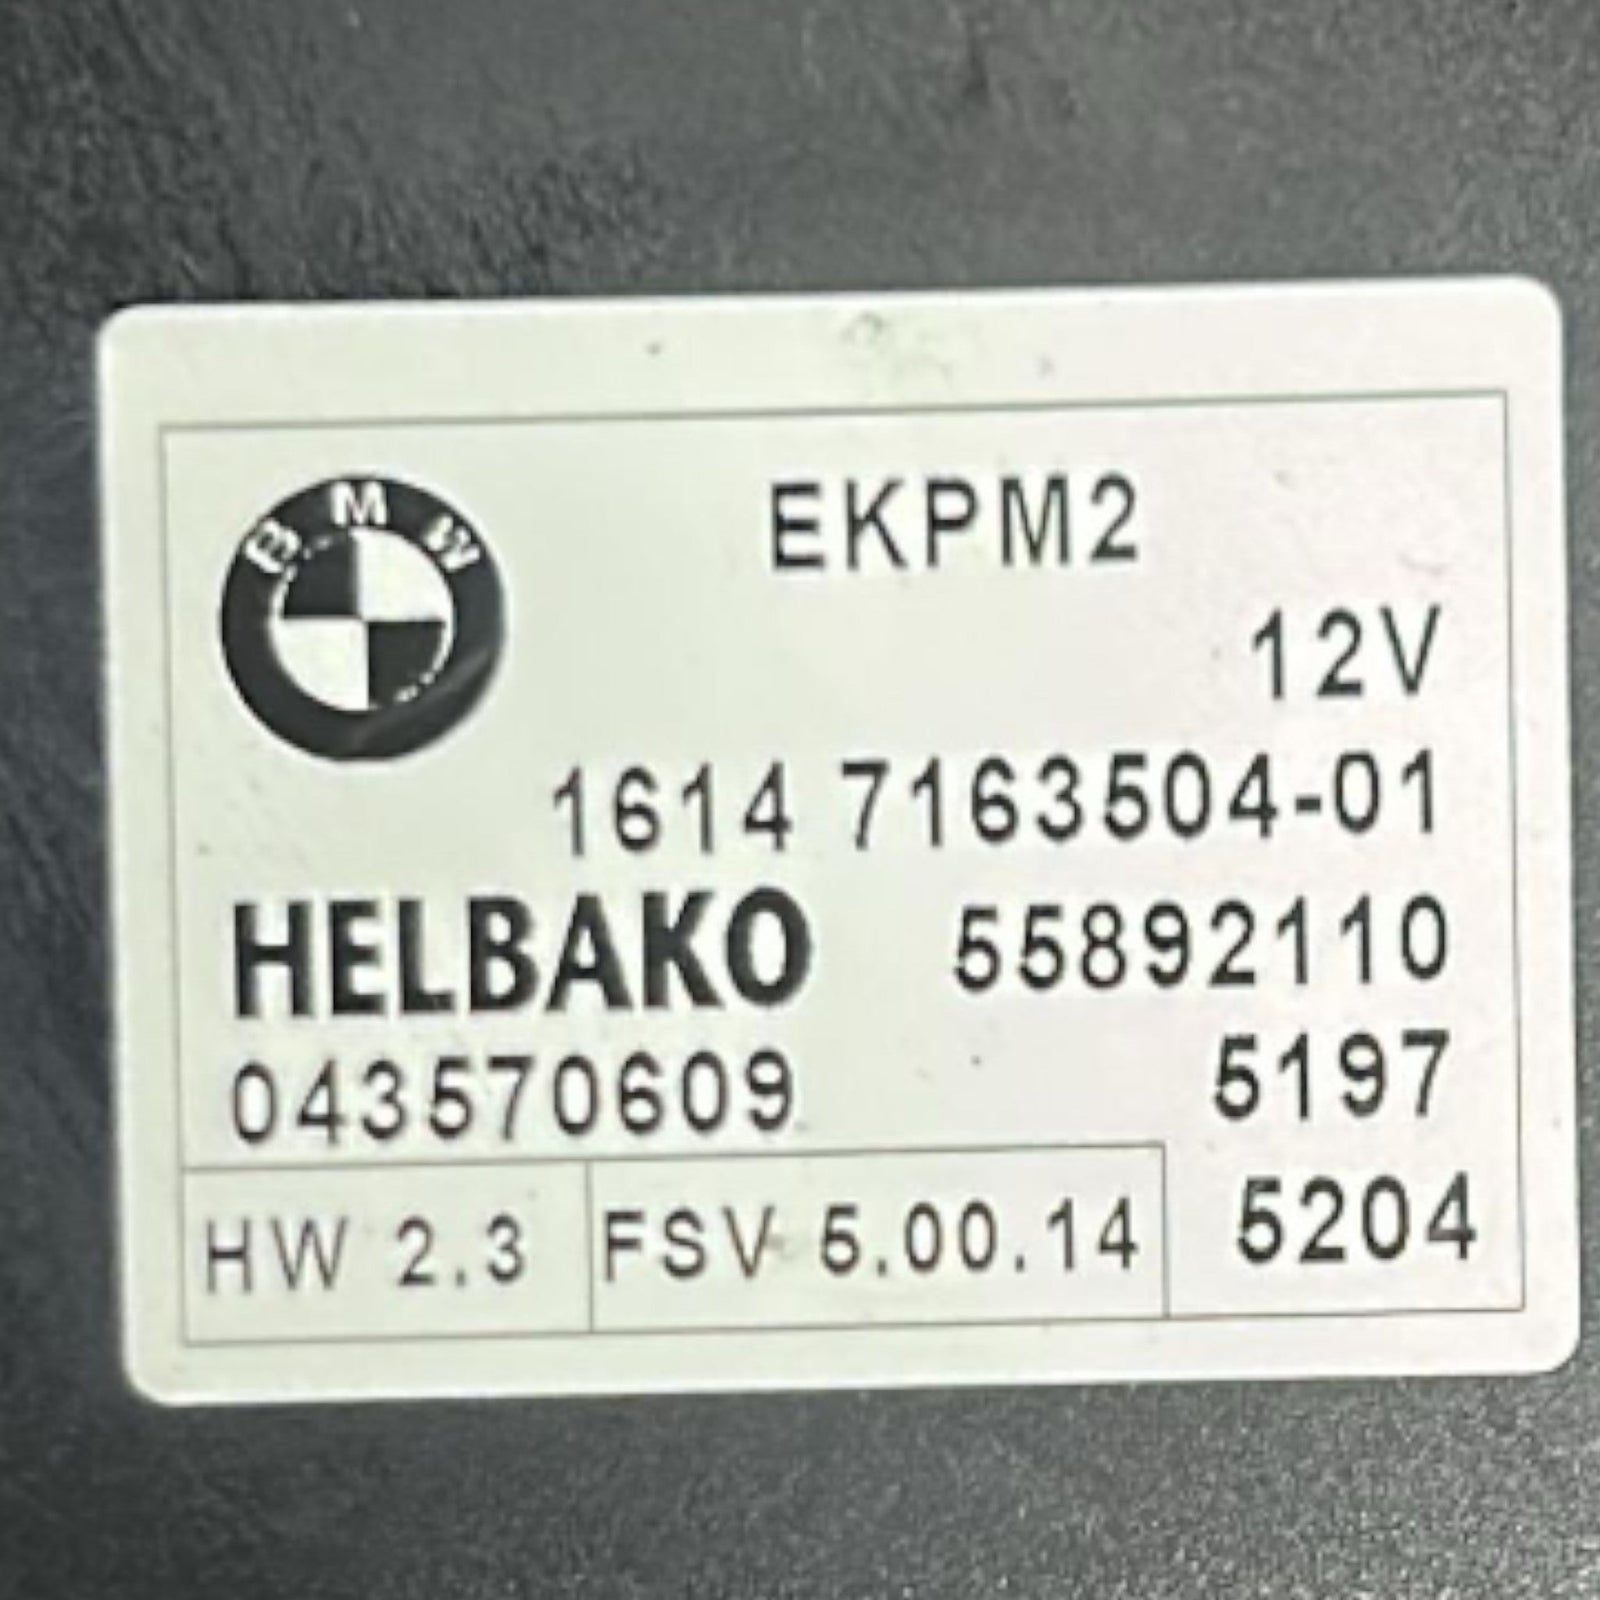 BMW
EKPM2
12V
1614 7163504-01
HELBAKO 55892110
043570609 5197
HW 2.3 FSV 5.00.14 5204